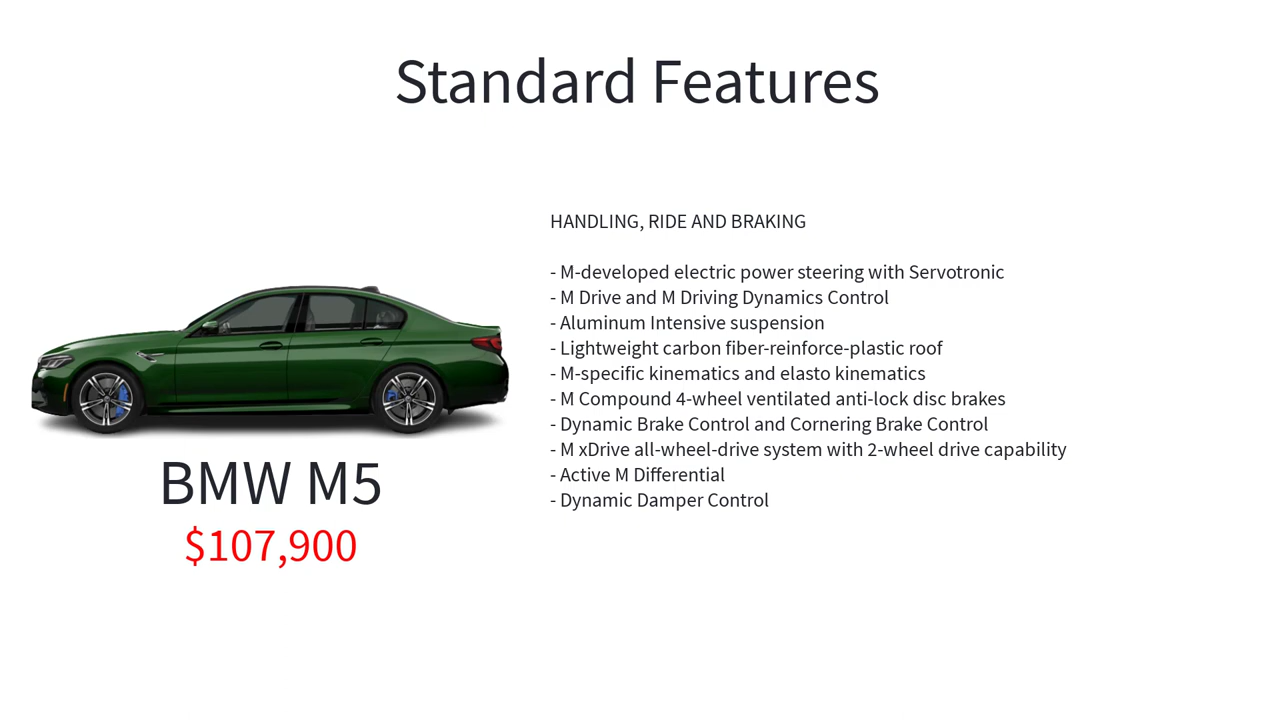 Standard Features
HANDLING, RIDE AND BRAKING
- M-developed electric power steering with Servotronic
- M Drive and M Driving Dynamics Control
- Aluminum Intensive suspension
- Lightweight carbon fiber-reinforce-plastic roof
- M-specific kinematics and elasto kinematics
- M Compound 4-wheel ventilated anti-lock disc brakes
- Dynamic Brake Control and Cornering Brake Control
- M xDrive all-wheel-drive system with 2-wheel drive capability
- Active M Differential
- Dynamic Damper Control
BMW M5
$107,900